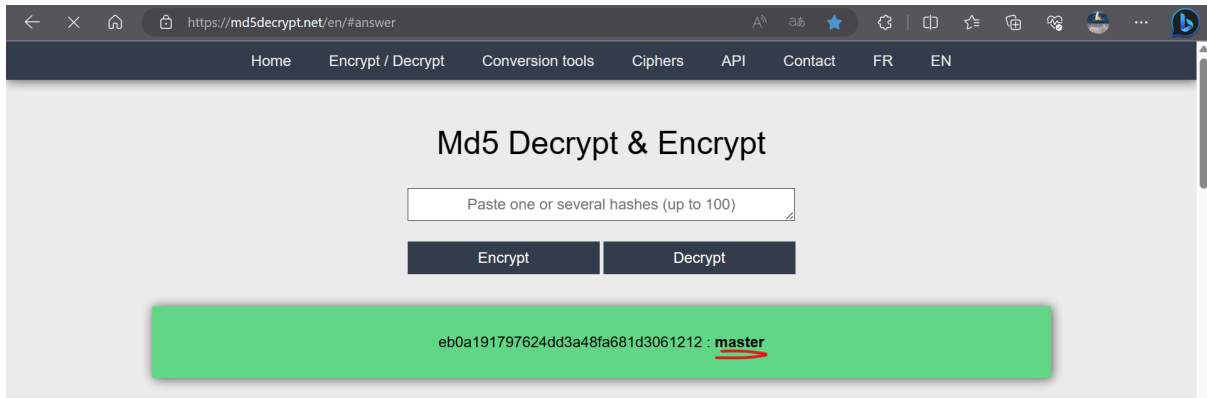 https://md5decrypt.net/en/#answer
Home Encrypt / Decrypt Conversion tools Ciphers API Contact FR EN
Md5 Decrypt & Encrypt
Paste one or several hashes (up to 100)
Encrypt Decrypt
eb0a191797624dd3a48fa681d3061212 : master